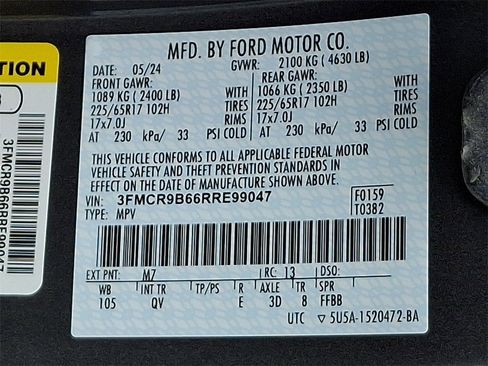 MFD. BY FORD MOTOR CO.
DATE: 05/24 GVWR: 2100 KG ( 4630 LB)
FRONT GAWR: REAR GAWR:
1089 KG ( 2400 LB) WITH 1066 KG ( 2350 LB) WITH
225/65R17 102H TIRES 225/65R17 102H TIRES
17x7.0J RIMS 17x7.0J RIMS
AT 230 kPa/ 33 PSI COLD AT 230 kPa/ 33 PSI COLD
THIS VEHICLE CONFORMS TO ALL APPLICABLE FEDERAL MOTOR
VEHICLE SAFETY AND THEFT PREVENTION STANDARDS IN
EFFECT ON THE DATE OF MANUFACTURE SHOWN ABOVE.
VIN: 3FMCR9B66RRE99047 F0159
TYPE: MPV T0382
EXT PNT: M7 RC: 13 DSO:
WB INT TR TP/PS R AXLE TR SPR
105 QV E 3D 8 FFBB
UTC ▽ 5U5A-1520472-BA
TION
3FMCR9B66RRE99047